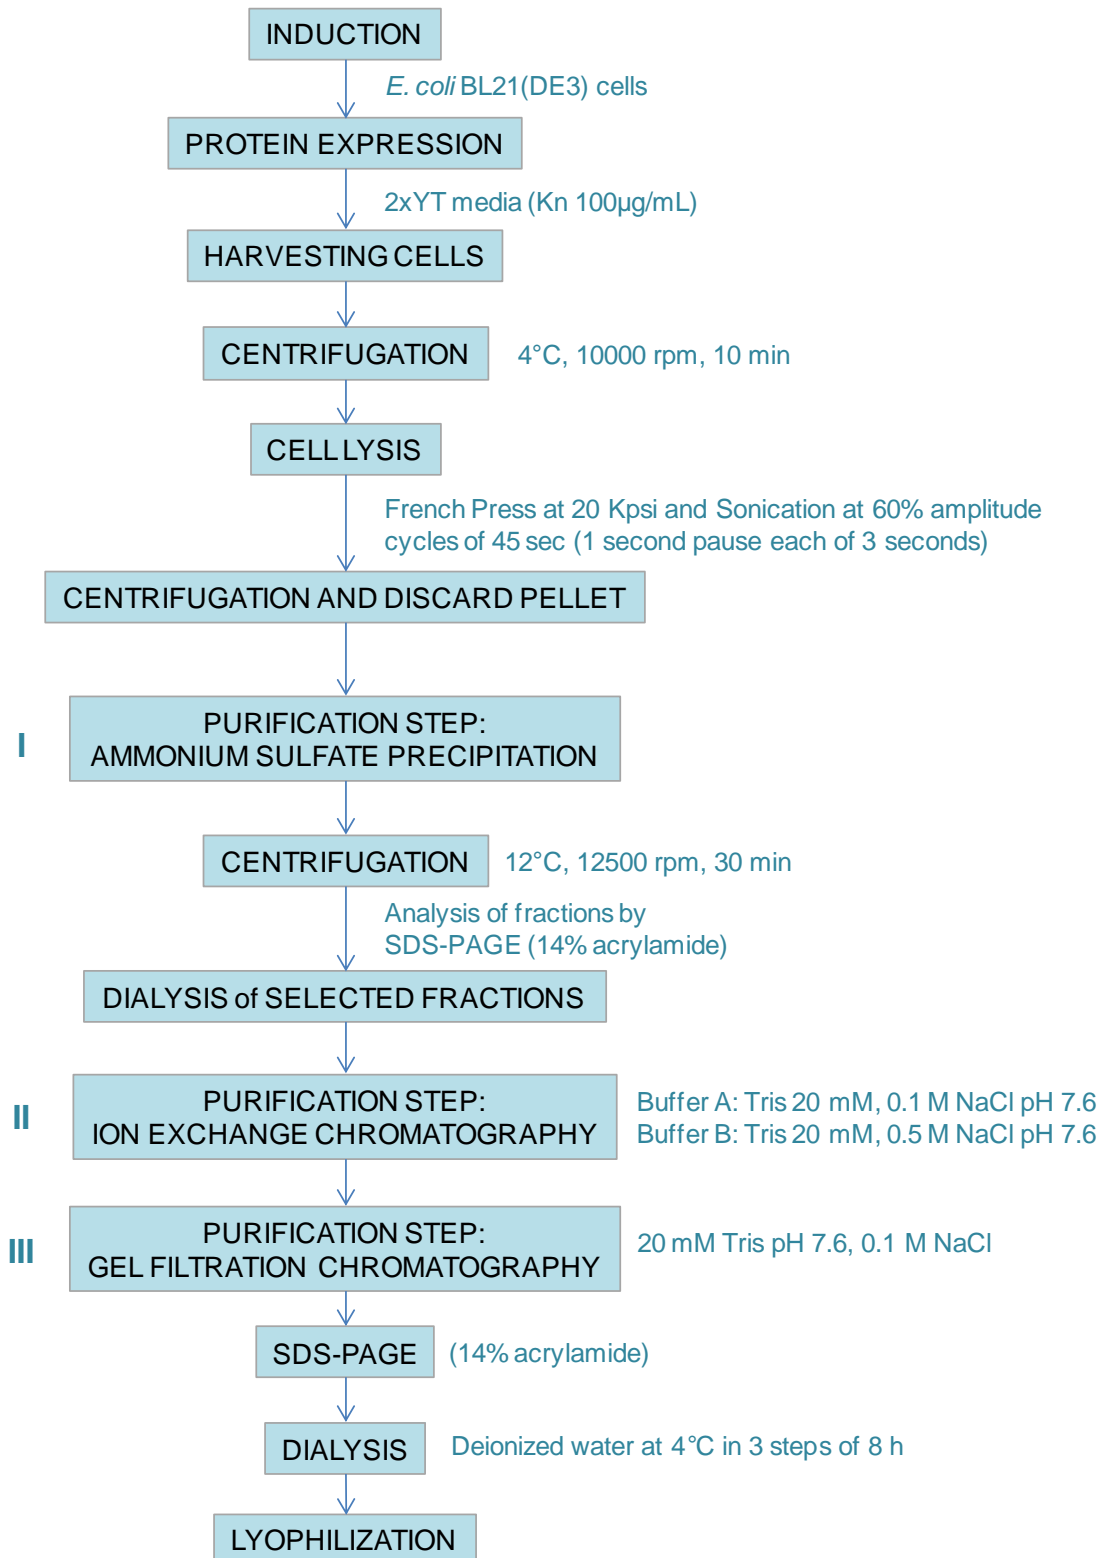 INDUCTION
E. coli BL21(DE3) cells
PROTEIN EXPRESSION
2xYT media (Kn 100µg/mL)
HARVESTING CELLS
CENTRIFUGATION
4°C, 10000 rpm, 10 min
CELL LYSIS
French Press at 20 Kpsi and Sonication at 60% amplitude
cycles of 45 sec (1 second pause each of 3 seconds)
CENTRIFUGATION AND DISCARD PELLET
I
PURIFICATION STEP:
AMMONIUM SULFATE PRECIPITATION
CENTRIFUGATION
12°C, 12500 rpm, 30 min
Analysis of fractions by
SDS-PAGE (14% acrylamide)
DIALYSIS of SELECTED FRACTIONS
II
PURIFICATION STEP:
ION EXCHANGE CHROMATOGRAPHY
Buffer A: Tris 20 mM, 0.1 M NaCl pH 7.6
Buffer B: Tris 20 mM, 0.5 M NaCl pH 7.6
III
PURIFICATION STEP:
GEL FILTRATION CHROMATOGRAPHY
20 mM Tris pH 7.6, 0.1 M NaCl
SDS-PAGE
(14% acrylamide)
DIALYSIS
Deionized water at 4°C in 3 steps of 8 h
LYOPHILIZATION